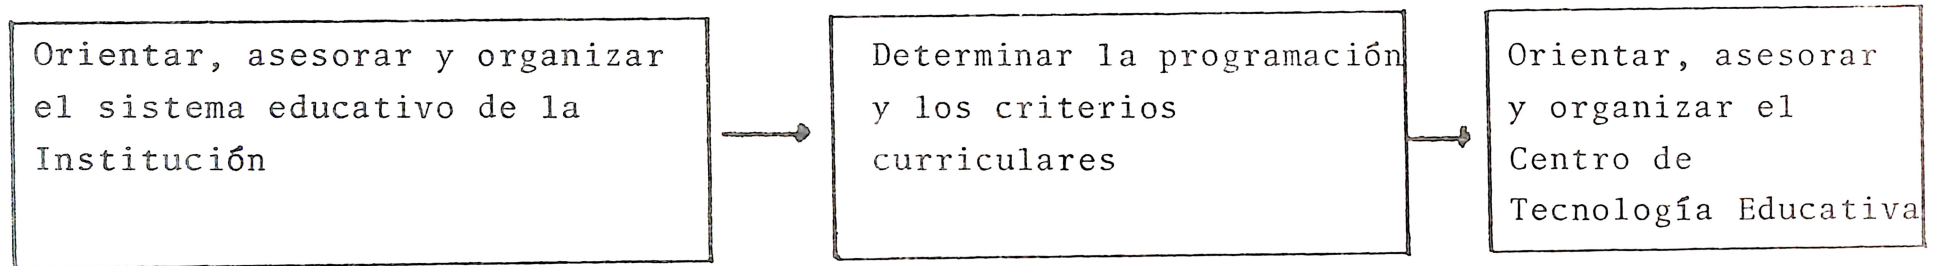 Orientar, asesorar y organizar
el sistema educativo de la
Institución
Determinar la programación
y los criterios
curriculares
Orientar, asesorar
y organizar el
Centro de
Tecnología Educativa